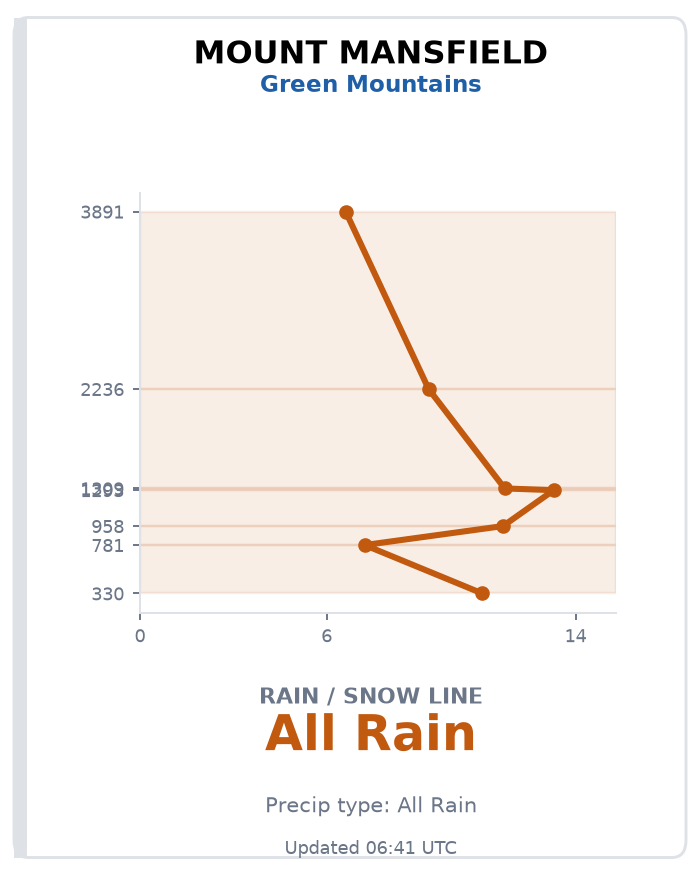 MOUNT MANSFIELD
Green Mountains
3891
2236
958
781
330
0 6 14
RAIN / SNOW LINE
All Rain
Precip type: All Rain
Updated 06:41 UTC